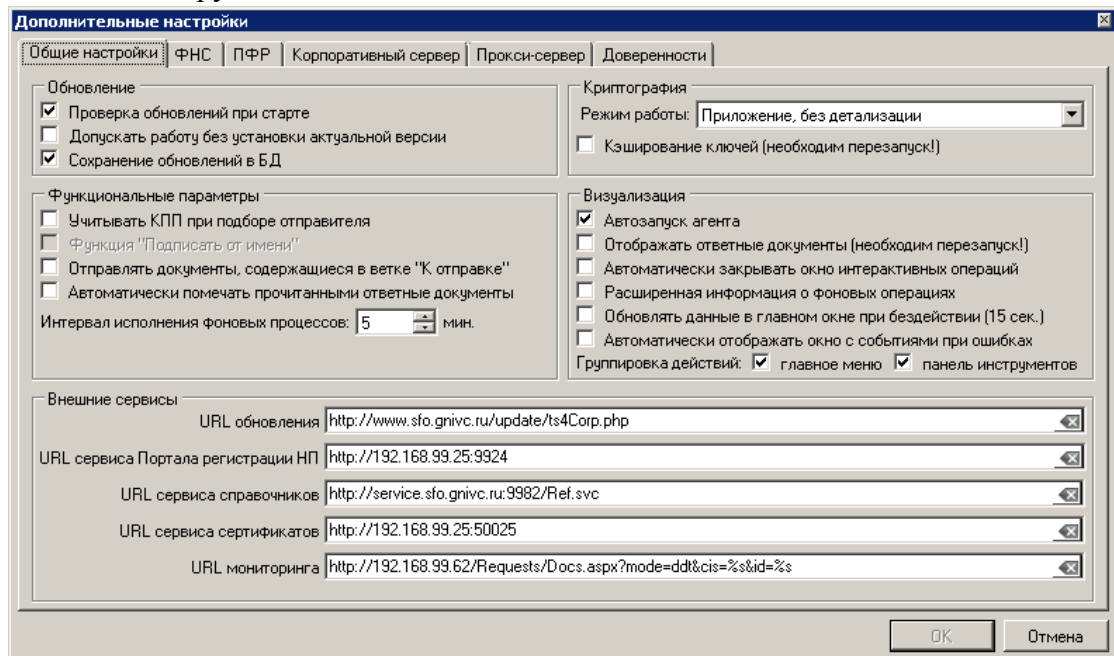 Дополнительные настройки
Общие настройки ФНС ПФР Корпоративный сервер Прокси-сервер Доверенности
Обновление
Проверка обновлений при старте
Допускать работу без установки актуальной версии
Сохранение обновлений в БД
Криптография
Режим работы: Приложение, без детализации
Кэширование ключей (необходим перезапуск!)
Функциональные параметры
Учитывать КПП при подборе отправителя
Функция "Подписать от имени"
Отправлять документы, содержащиеся в ветке "К отправке"
Автоматически помечать прочитанными ответные документы
Интервал исполнения фоновых процессов: 5 мин.
Визуализация
Автозапуск агента
Отображать ответные документы (необходим перезапуск!)
Автоматически закрывать окно интерактивных операций
Расширенная информация о фоновых операциях
Обновлять данные в главном окне при бездействии (15 сек.)
Автоматически отображать окно с событиями при ошибках
Группировка действий: главное меню панель инструментов
Внешние сервисы
URL обновления http://www.sfo.gnivc.ru/update/ts4Corp.php
URL сервиса Портала регистрации НП http://192.168.99.25:9924
URL сервиса справочников http://service.sfo.gnivc.ru:9982/Ref.svc
URL сервиса сертификатов http://192.168.99.25:50025
URL мониторинга http://192.168.99.62/Requests/Docs.aspx?mode=ddt&cis=%s&id=%s
OK Отмена